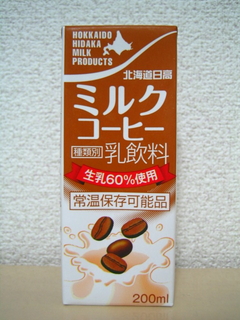 HOKKAIDO
HIDAKA
MILK
PRODUCTS
北海道日高
ミルク
コーヒー
種類別 乳飲料
生乳60%使用
常温保存可能品
200ml